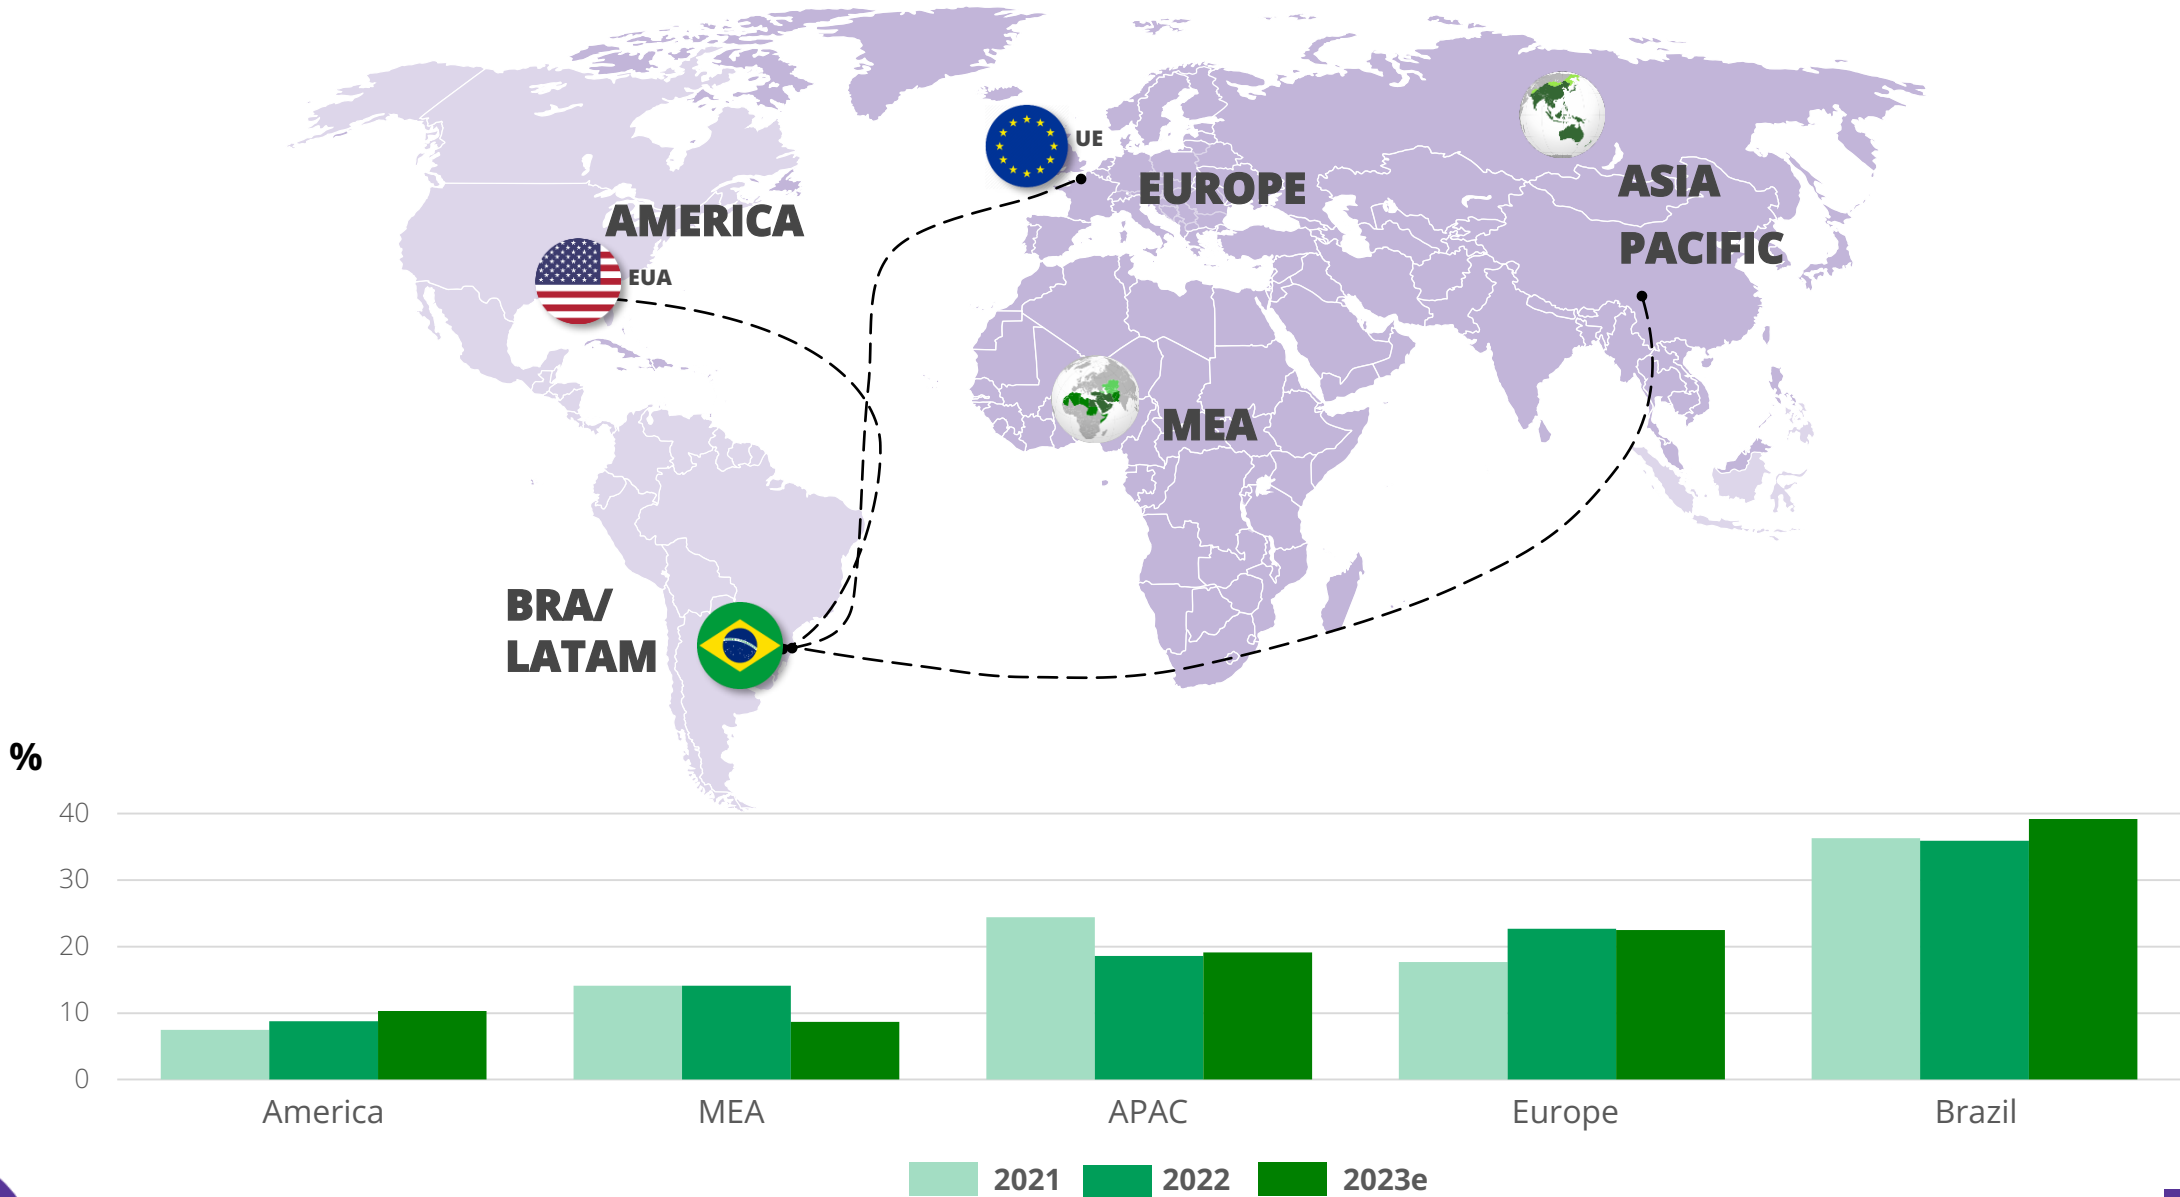 UE
EUROPE
ASIA
PACIFIC
AMERICA
EUA
MEA
BRA/
LATAM
%
40
30
20
10
0
America MEA APAC Europe Brazil
2021 2022 2023e